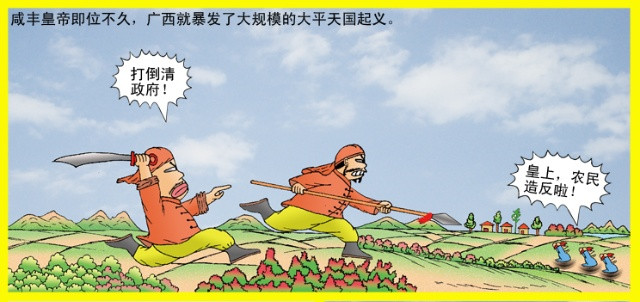 咸丰皇帝即位不久，广西就暴发了大规模的大平天国起义。
打倒清
政府！
皇上，农民
造反啦！